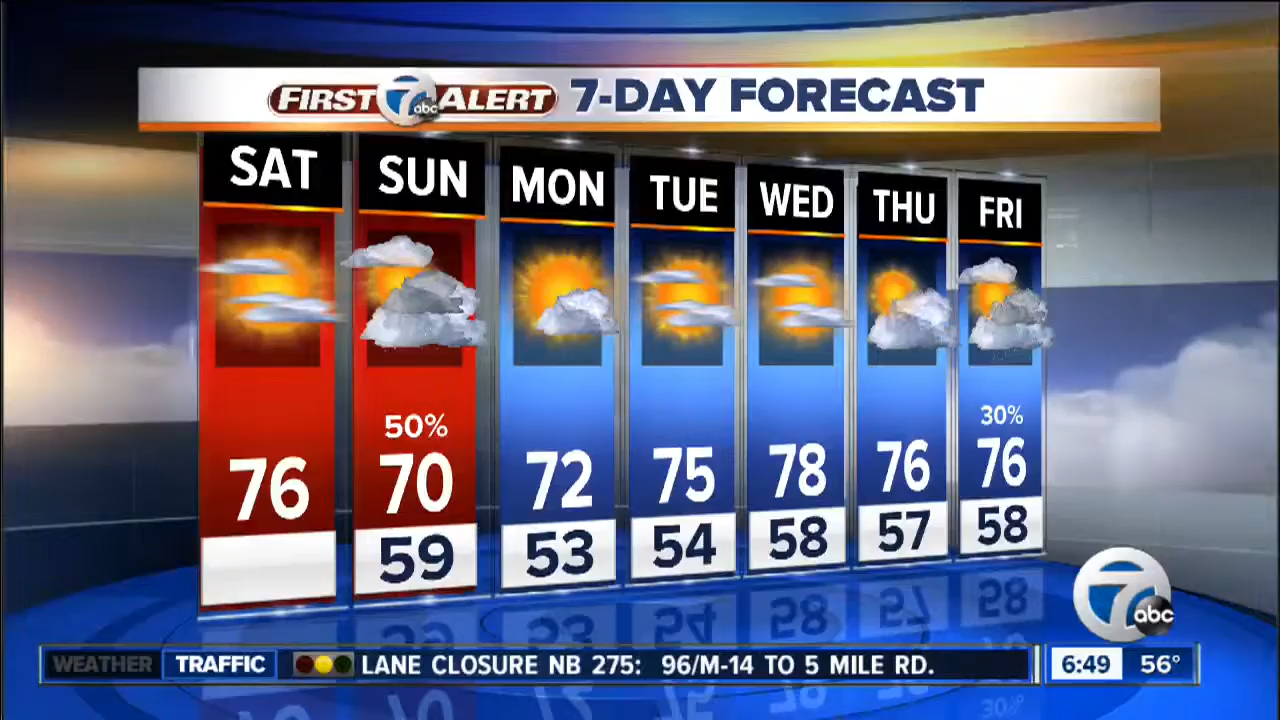 FIRST 7 abc ALERT 7-DAY FORECAST
SAT SUN MON TUE WED THU FRI
50% 30%
76 70 72 75 78 76 76
59 53 54 58 57 58
7 abc
WEATHER TRAFFIC LANE CLOSURE NB 275: 96/M-14 TO 5 MILE RD. 6:49 56°